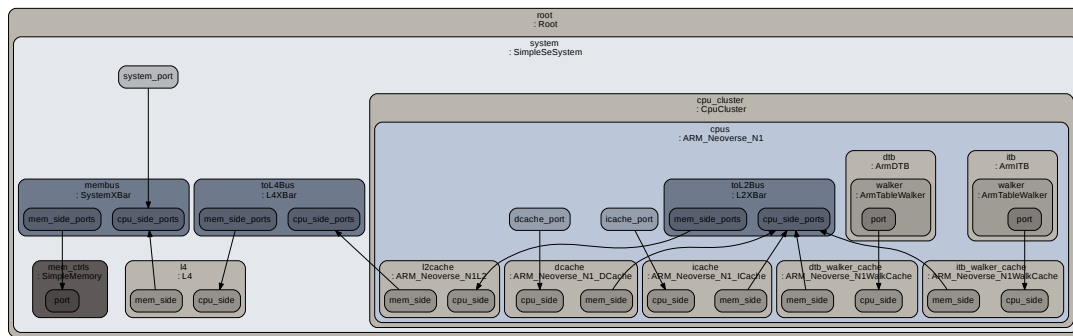 root
: Root
system
: SimpleSeSystem
system_port
cpu_cluster
: CpuCluster
cpus
: ARM_Neoverse_N1
dtb
: ArmDTB
itb
: ArmITB
membus
: SystemXBar
toL4Bus
: L4XBar
toL2Bus
: L2XBar
walker
: ArmTableWalker
walker
: ArmTableWalker
mem_side_ports
cpu_side_ports
mem_side_ports
cpu_side_ports
dcache_port
icache_port
mem_side_ports
cpu_side_ports
port
port
mem_ctrls
: SimpleMemory
l4
: L4
l2cache
: ARM_Neoverse_N1L2
dcache
: ARM_Neoverse_N1_DCache
icache
: ARM_Neoverse_N1_ICache
dtb_walker_cache
: ARM_Neoverse_N1WalkCache
itb_walker_cache
: ARM_Neoverse_N1WalkCache
port
mem_side
cpu_side
mem_side
cpu_side
cpu_side
mem_side
cpu_side
mem_side
mem_side
cpu_side
mem_side
cpu_side